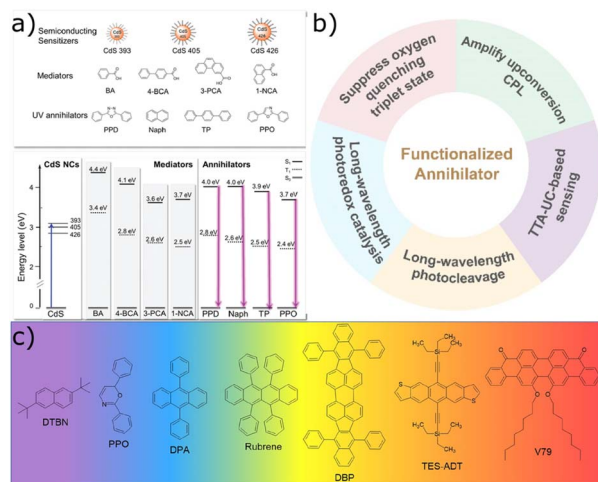 a)
Semiconducting
Sensitizers
CdS 393
CdS 405
CdS 426
Mediators
BA
4-BCA
3-PCA
1-NCA
UV annihilators
PPD
Naph
TP
PPO
CdS NCs
Mediators
Annihilators
S₁
T₁
S₀
Energy level (eV)
4
3
2
0
393
405
426
4.4 eV
3.4 eV
4.1 eV
2.8 eV
3.6 eV
2.6 eV
3.7 eV
2.5 eV
4.0 eV
2.8 eV
4.0 eV
2.6 eV
3.9 eV
2.5 eV
3.7 eV
2.4 eV
CdS
BA
4-BCA
3-PCA
1-NCA
PPD
Naph
TP
PPO
b)
Suppress oxygen
quenching
triplet state
Amplify upconversion
CPL
TTA-UC-based
sensing
Long-wavelength
photocleavage
Long-wavelength
photoredox catalysis
Functionalized
Annihilator
c)
DTBN
PPO
DPA
Rubrene
DBP
TES-ADT
V79